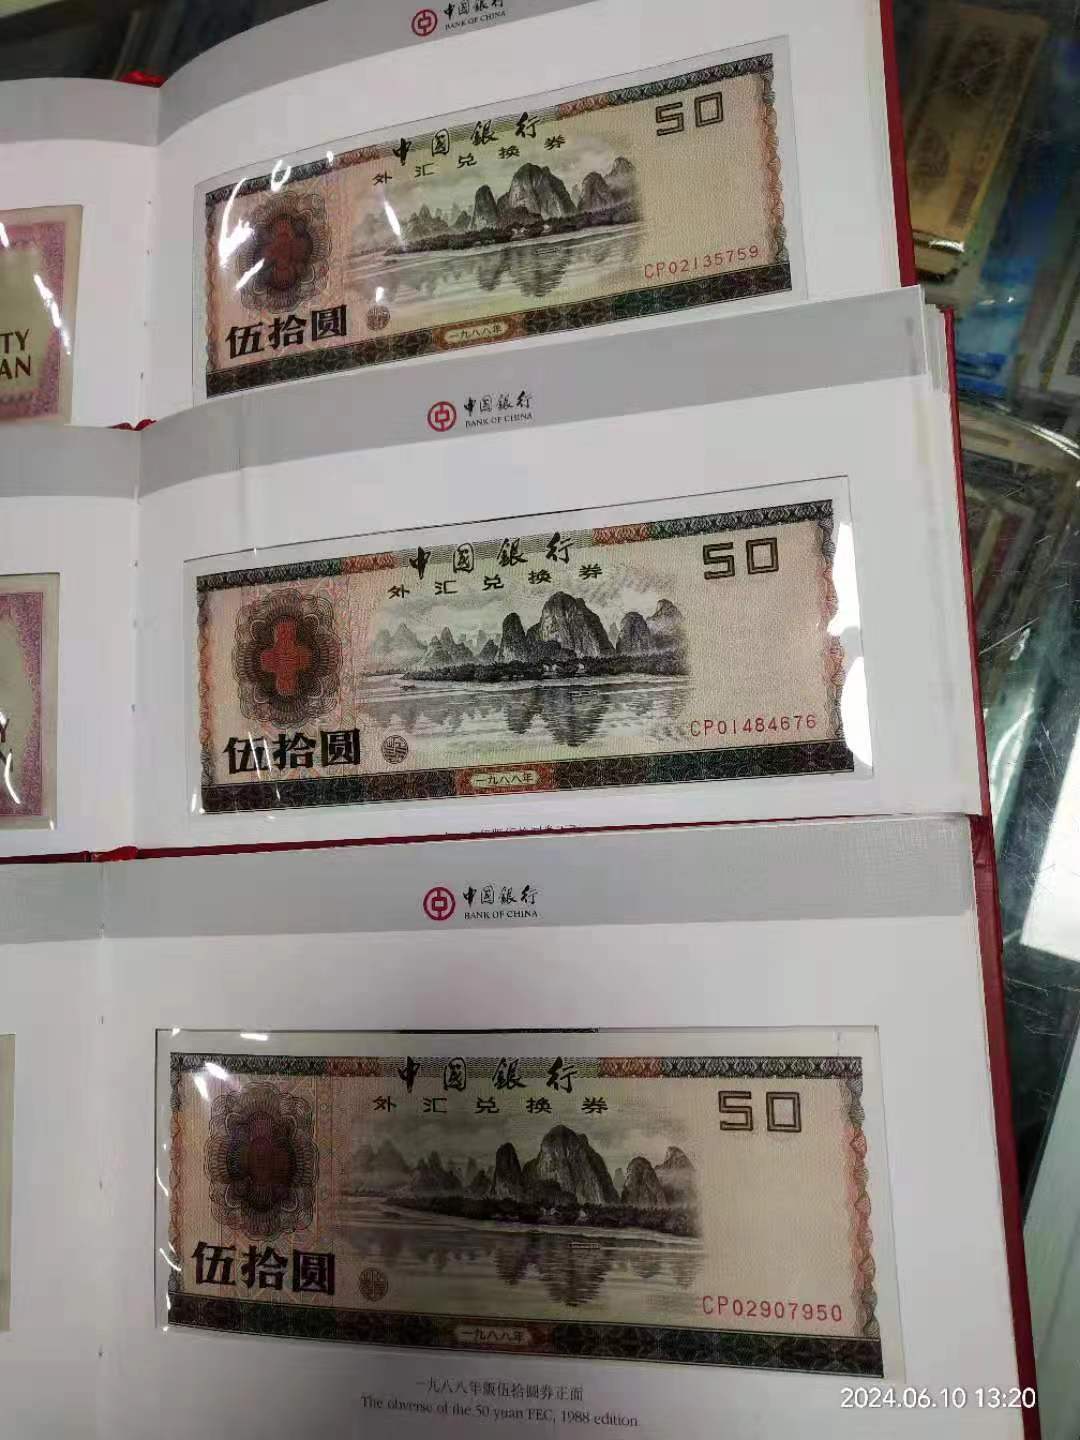 中国银行
BANK OF CHINA
中国銀行
50
外汇兑换券
CP02135759
伍拾圆
一九八八年
TY
AN
中国银行
BANK OF CHINA
中国銀行
50
外汇兑换券
CP01484676
伍拾圆
一九八八年
Y
N
中国银行
BANK OF CHINA
中国銀行
50
外汇兑换券
CP02907950
伍拾圆
一九八八年
一九八八年版伍拾圆券正面
The obverse of the 50 yuan FEC, 1988 edition
2024.06.10 13:20